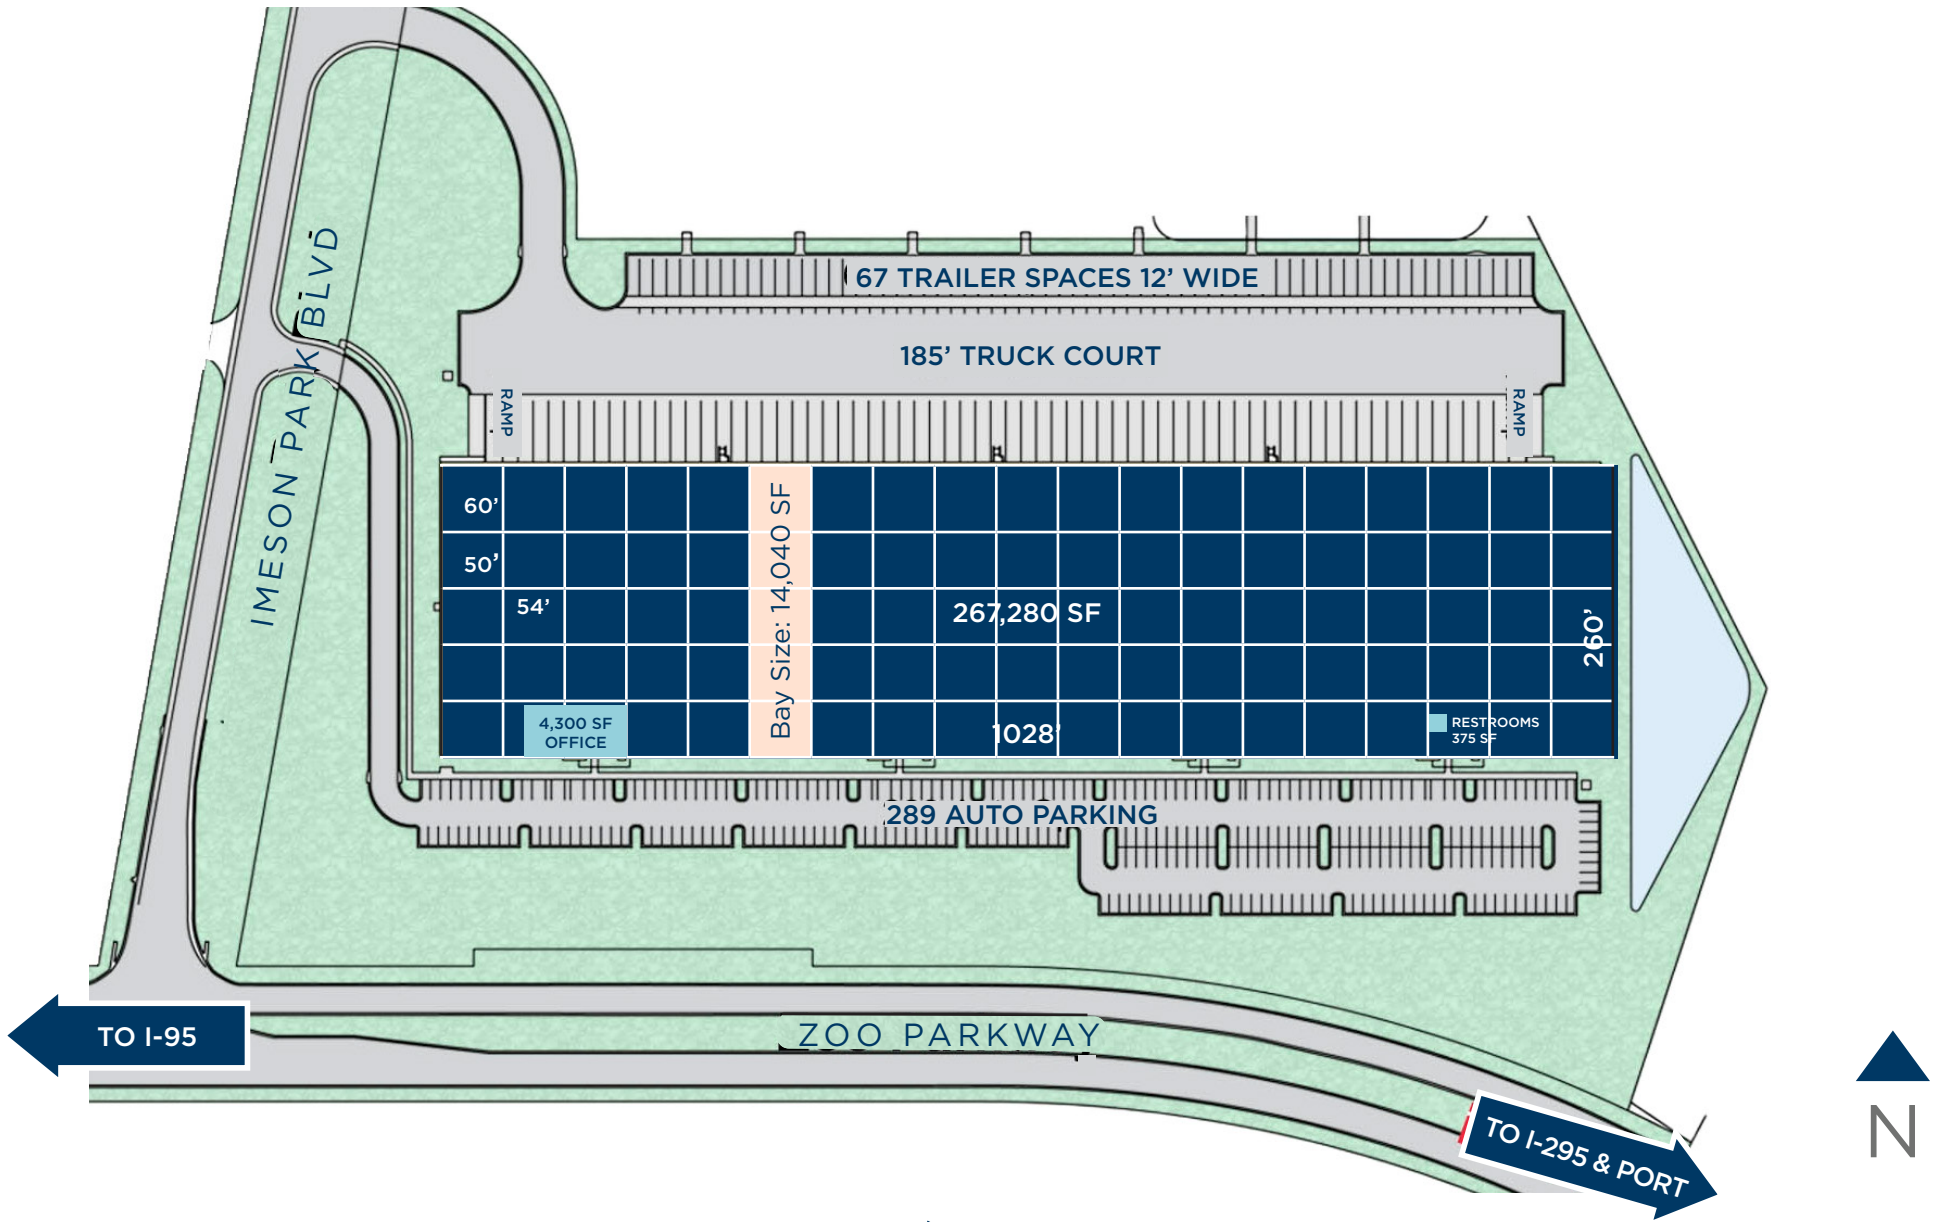 67 TRAILER SPACES 12’ WIDE
185’ TRUCK COURT
RAMP
RAMP
IMESON PARK BLVD
60’
50’
54’
Bay Size: 14,040 SF
267,280 SF
260’
4,300 SF
OFFICE
1028’
RESTROOMS
375 SF
289 AUTO PARKING
TO I-95
ZOO PARKWAY
TO I-295 & PORT
N